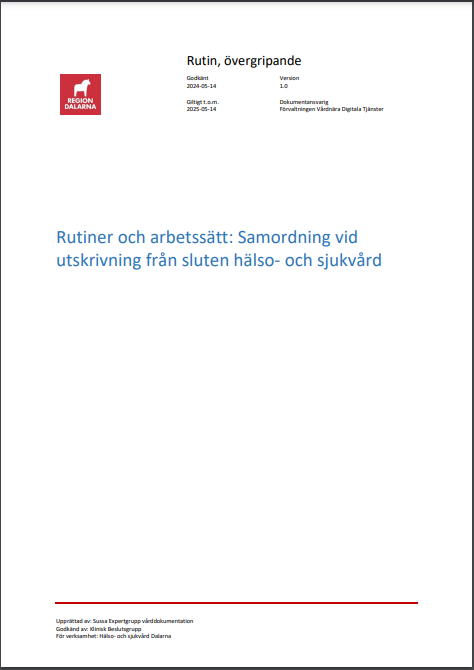 Rutin, övergripande
Godkänt Version
2024-05-14 1.0
Giltigt t.o.m. Dokumentansvarig
2025-05-14 Förvaltningen Vårdnära Digitala Tjänster
REGION
DALARNA
Rutiner och arbetssätt: Samordning vid
utskrivning från sluten hälso- och sjukvård
Upprättad av: Sussa Expertgrupp vårddokumentation
Godkänd av: Klinisk Beslutsgrupp
För verksamhet: Hälso- och sjukvård Dalarna